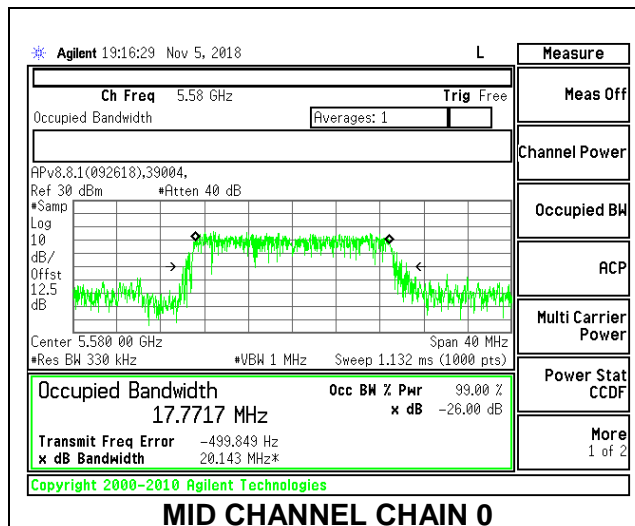 Agilent 19:16:29 Nov 5, 2018 L
Measure
Ch Freq 5.58 GHz Trig Free
Meas Off
Occupied Bandwidth Averages: 1
Channel Power
APv8.8.1(092618),39004,
Ref 30 dBm #Atten 40 dB
Occupied BW
#Samp
Log
10
dB/
Offst
12.5
dB
ACP
Multi Carrier
Power
Center 5.580 00 GHz Span 40 MHz
#Res BW 330 kHz #VBW 1 MHz Sweep 1.132 ms (1000 pts)
Power Stat
CCDF
Occupied Bandwidth Occ BW % Pwr 99.00 %
17.7717 MHz x dB -26.00 dB
Transmit Freq Error -499.849 Hz
x dB Bandwidth 20.143 MHz*
More
1 of 2
Copyright 2000-2010 Agilent Technologies
MID CHANNEL CHAIN 0